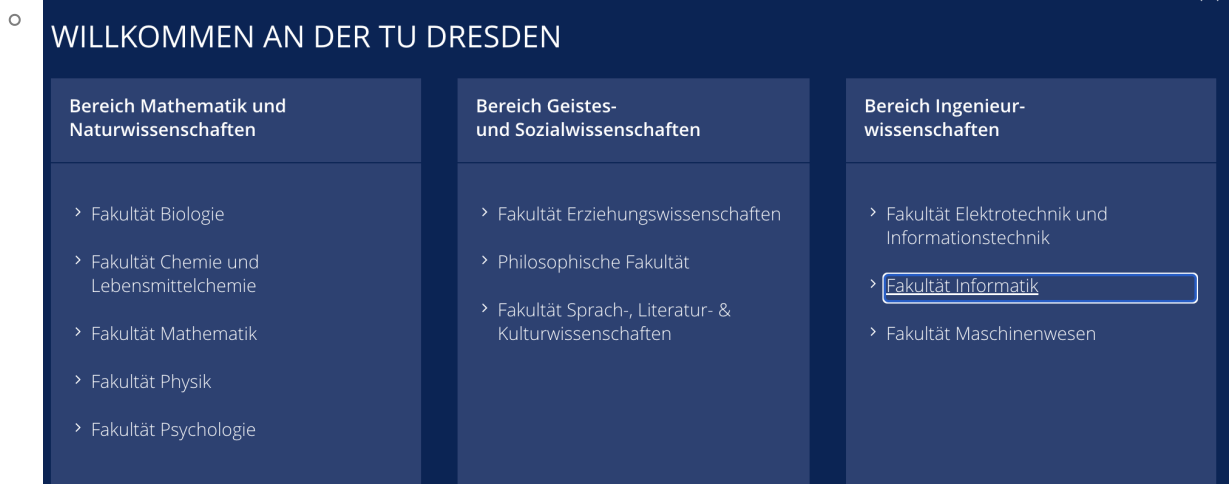 WILLKOMMEN AN DER TU DRESDEN
Bereich Mathematik und
Naturwissenschaften
Fakultät Biologie
Fakultät Chemie und
Lebensmittelchemie
Fakultät Mathematik
Fakultät Physik
Fakultät Psychologie
Bereich Geistes-
und Sozialwissenschaften
Fakultät Erziehungswissenschaften
Philosophische Fakultät
Fakultät Sprach-, Literatur- &
Kulturwissenschaften
Bereich Ingenieur-
wissenschaften
Fakultät Elektrotechnik und
Informationstechnik
Fakultät Informatik
Fakultät Maschinenwesen